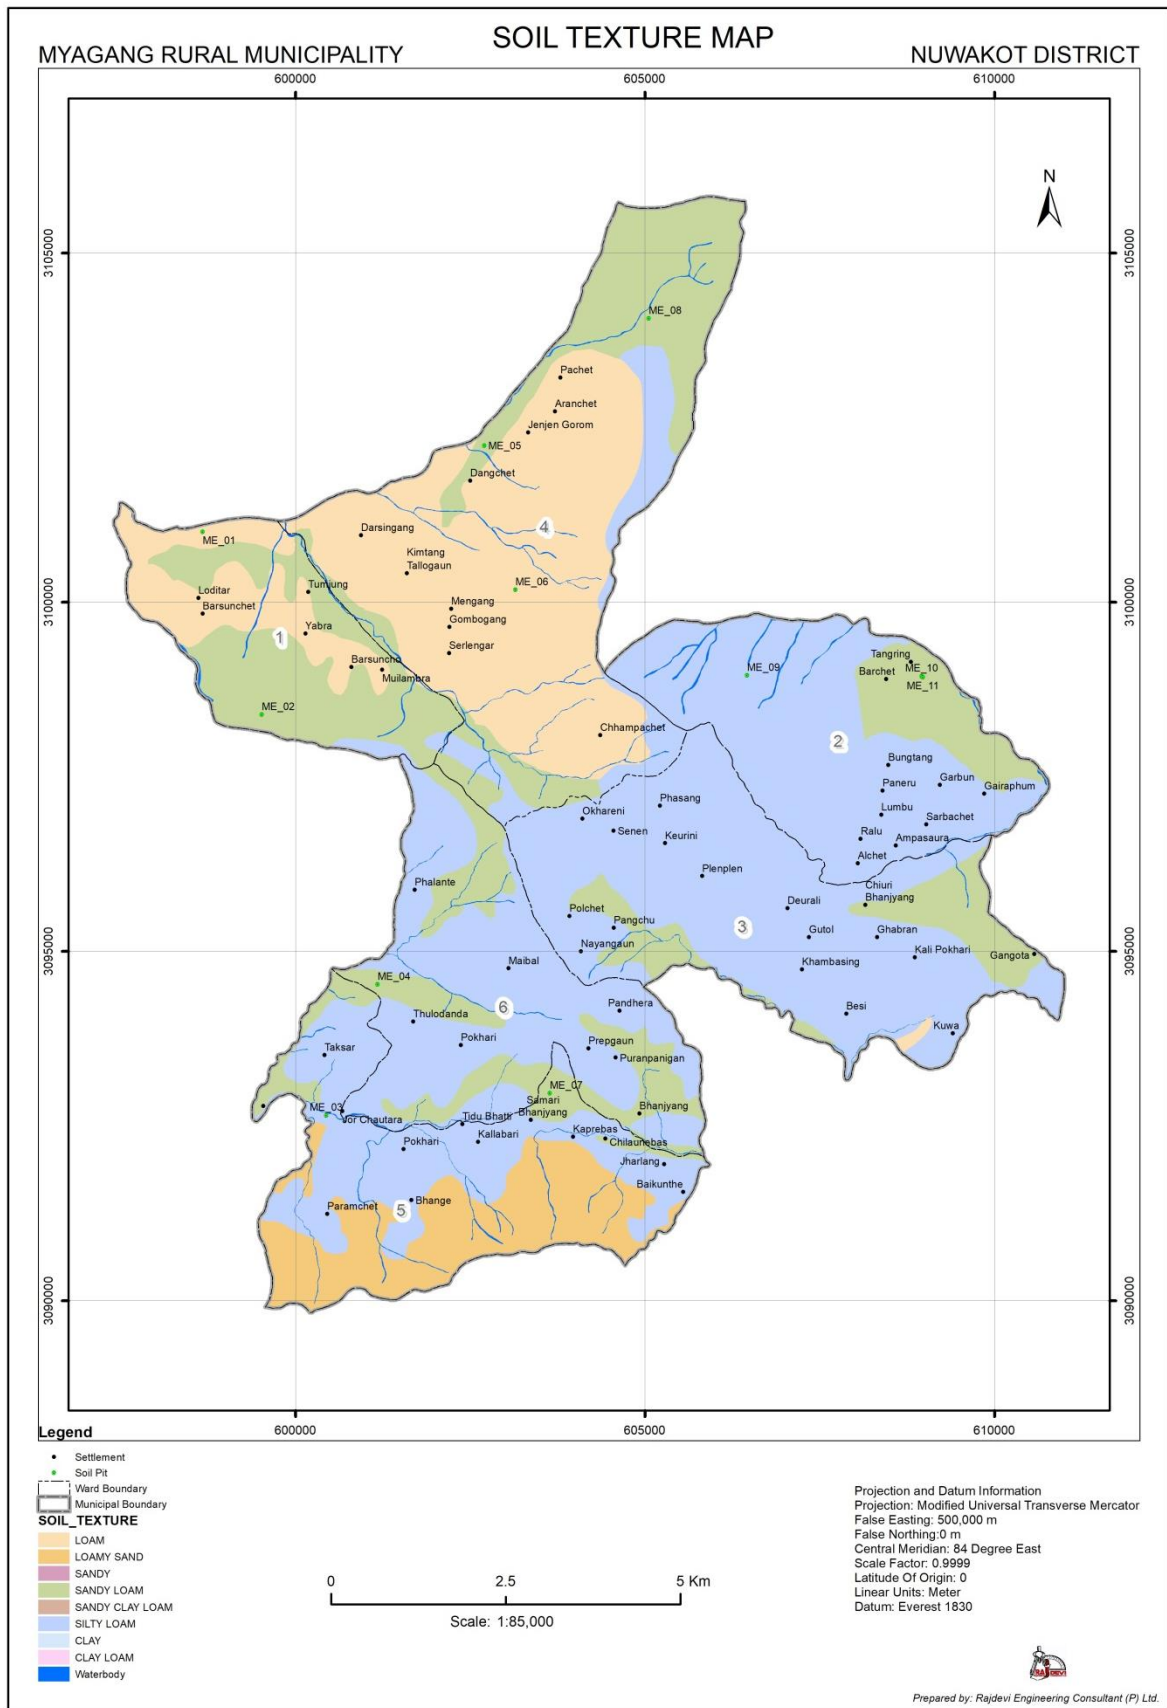 SOIL TEXTURE MAP
MYAGANG RURAL MUNICIPALITY
NUWAKOT DISTRICT
600000
605000
610000
N
3105000
3105000
ME_08
Pachet
Aranchet
Jenjen Gorom
ME_05
Dangchet
4
Darsingang
ME_01
Kimtang
Tallogaun
ME_06
Tumjung
Loditar
3100000
3100000
Barsunchet
Mengang
Gombogang
Yabra
1
Serlengar
Barsuncho
Muilambra
Tangring
ME_10
ME_09
Barchet
ME_11
ME_02
Chhampachet
2
Bungtang
Paneru
Garbun
Gairaphum
Phasang
Okhareni
Lumbu
Sarbachet
Senen
Keurini
Ralu
Ampasaura
Alchet
Plenplen
Phalante
Chiuri
Bhanjyang
Deurali
Polchet
Pangchu
3
Gutol
Ghabran
Nayangaun
3095000
3095000
Kali Pokhari
Gangota
Maibal
Khambasing
ME_04
6
Pandhera
Besi
Thulodanda
Kuwa
Pokhari
Prepgaun
Taksar
Puranpanigan
ME_07
Samari
Bhanjyang
ME_03
Jor Chautara
Tidu Bhatti
Bhanjyang
Kaprebas
Kallabari
Chilaunebas
Pokhari
Jharlang
Baikunthe
Bhange
Paramchet
5
3090000
3090000
600000
605000
610000
Legend
Settlement
Soil Pit
Ward Boundary
Municipal Boundary
SOIL_TEXTURE
LOAM
LOAMY SAND
SANDY
SANDY LOAM
SANDY CLAY LOAM
SILTY LOAM
CLAY
CLAY LOAM
Waterbody
0 2.5 5 Km
Scale: 1:85,000
Projection and Datum Information
Projection: Modified Universal Transverse Mercator
False Easting: 500,000 m
False Northing:0 m
Central Meridian: 84 Degree East
Scale Factor: 0.9999
Latitude Of Origin: 0
Linear Units: Meter
Datum: Everest 1830
RAJDEVI
Prepared by: Rajdevi Engineering Consultant (P) Ltd.